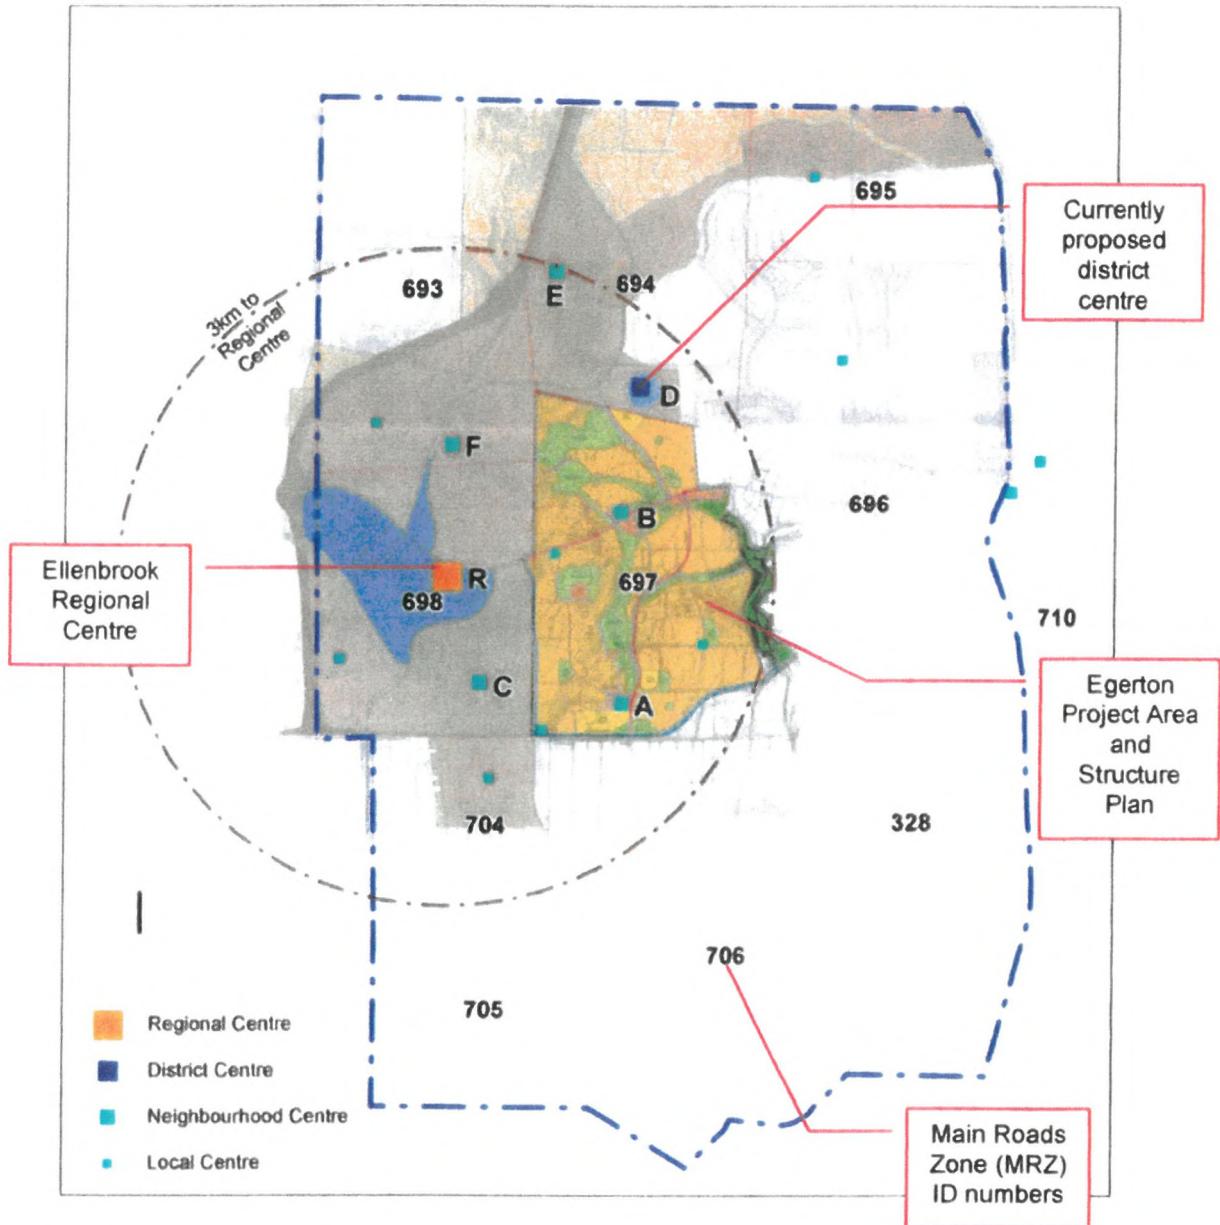 695
Currently
proposed
district
centre
693
694
E
3km to
Regional
Centre
D
F
B
696
Ellenbrook
Regional
Centre
R
698
697
710
C
A
Egerton
Project Area
and
Structure
Plan
704
328
706
705
Regional Centre
District Centre
Neighbourhood Centre
Local Centre
Main Roads
Zone (MRZ)
ID numbers